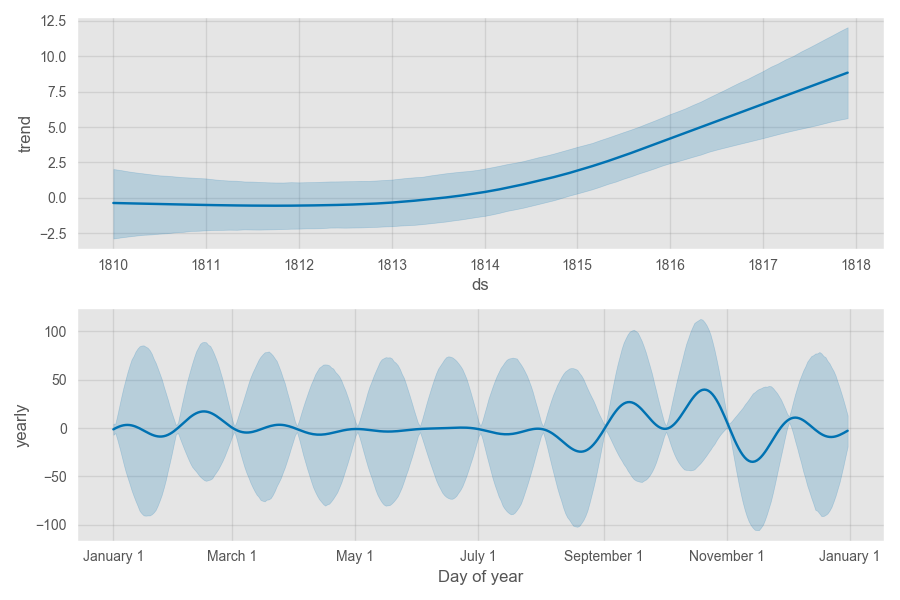 12.5
10.0
7.5
5.0
2.5
0.0
−2.5
trend
1810 1811 1812 1813 1814 1815 1816 1817 1818
ds
100
50
0
−50
−100
yearly
January 1 March 1 May 1 July 1 September 1 November 1 January 1
Day of year